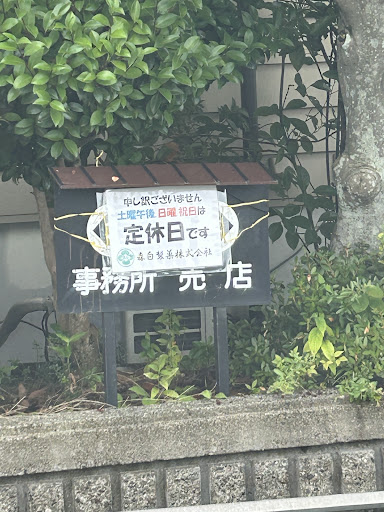 申し訳ございません
土曜午後 日曜 祝日は
定休日です
森白製薬株式会社
事務所 売店